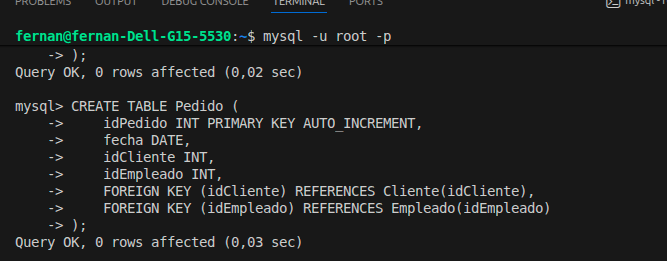 PROBLEMS OUTPUT DEBUG CONSOLE TERMINAL PORTS
fernan@fernan-Dell-G15-5530:~$ mysql -u root -p
-> );
Query OK, 0 rows affected (0,02 sec)
mysql> CREATE TABLE Pedido (
-> idPedido INT PRIMARY KEY AUTO_INCREMENT,
-> fecha DATE,
-> idCliente INT,
-> idEmpleado INT,
-> FOREIGN KEY (idCliente) REFERENCES Cliente(idCliente),
-> FOREIGN KEY (idEmpleado) REFERENCES Empleado(idEmpleado)
-> );
Query OK, 0 rows affected (0,03 sec)